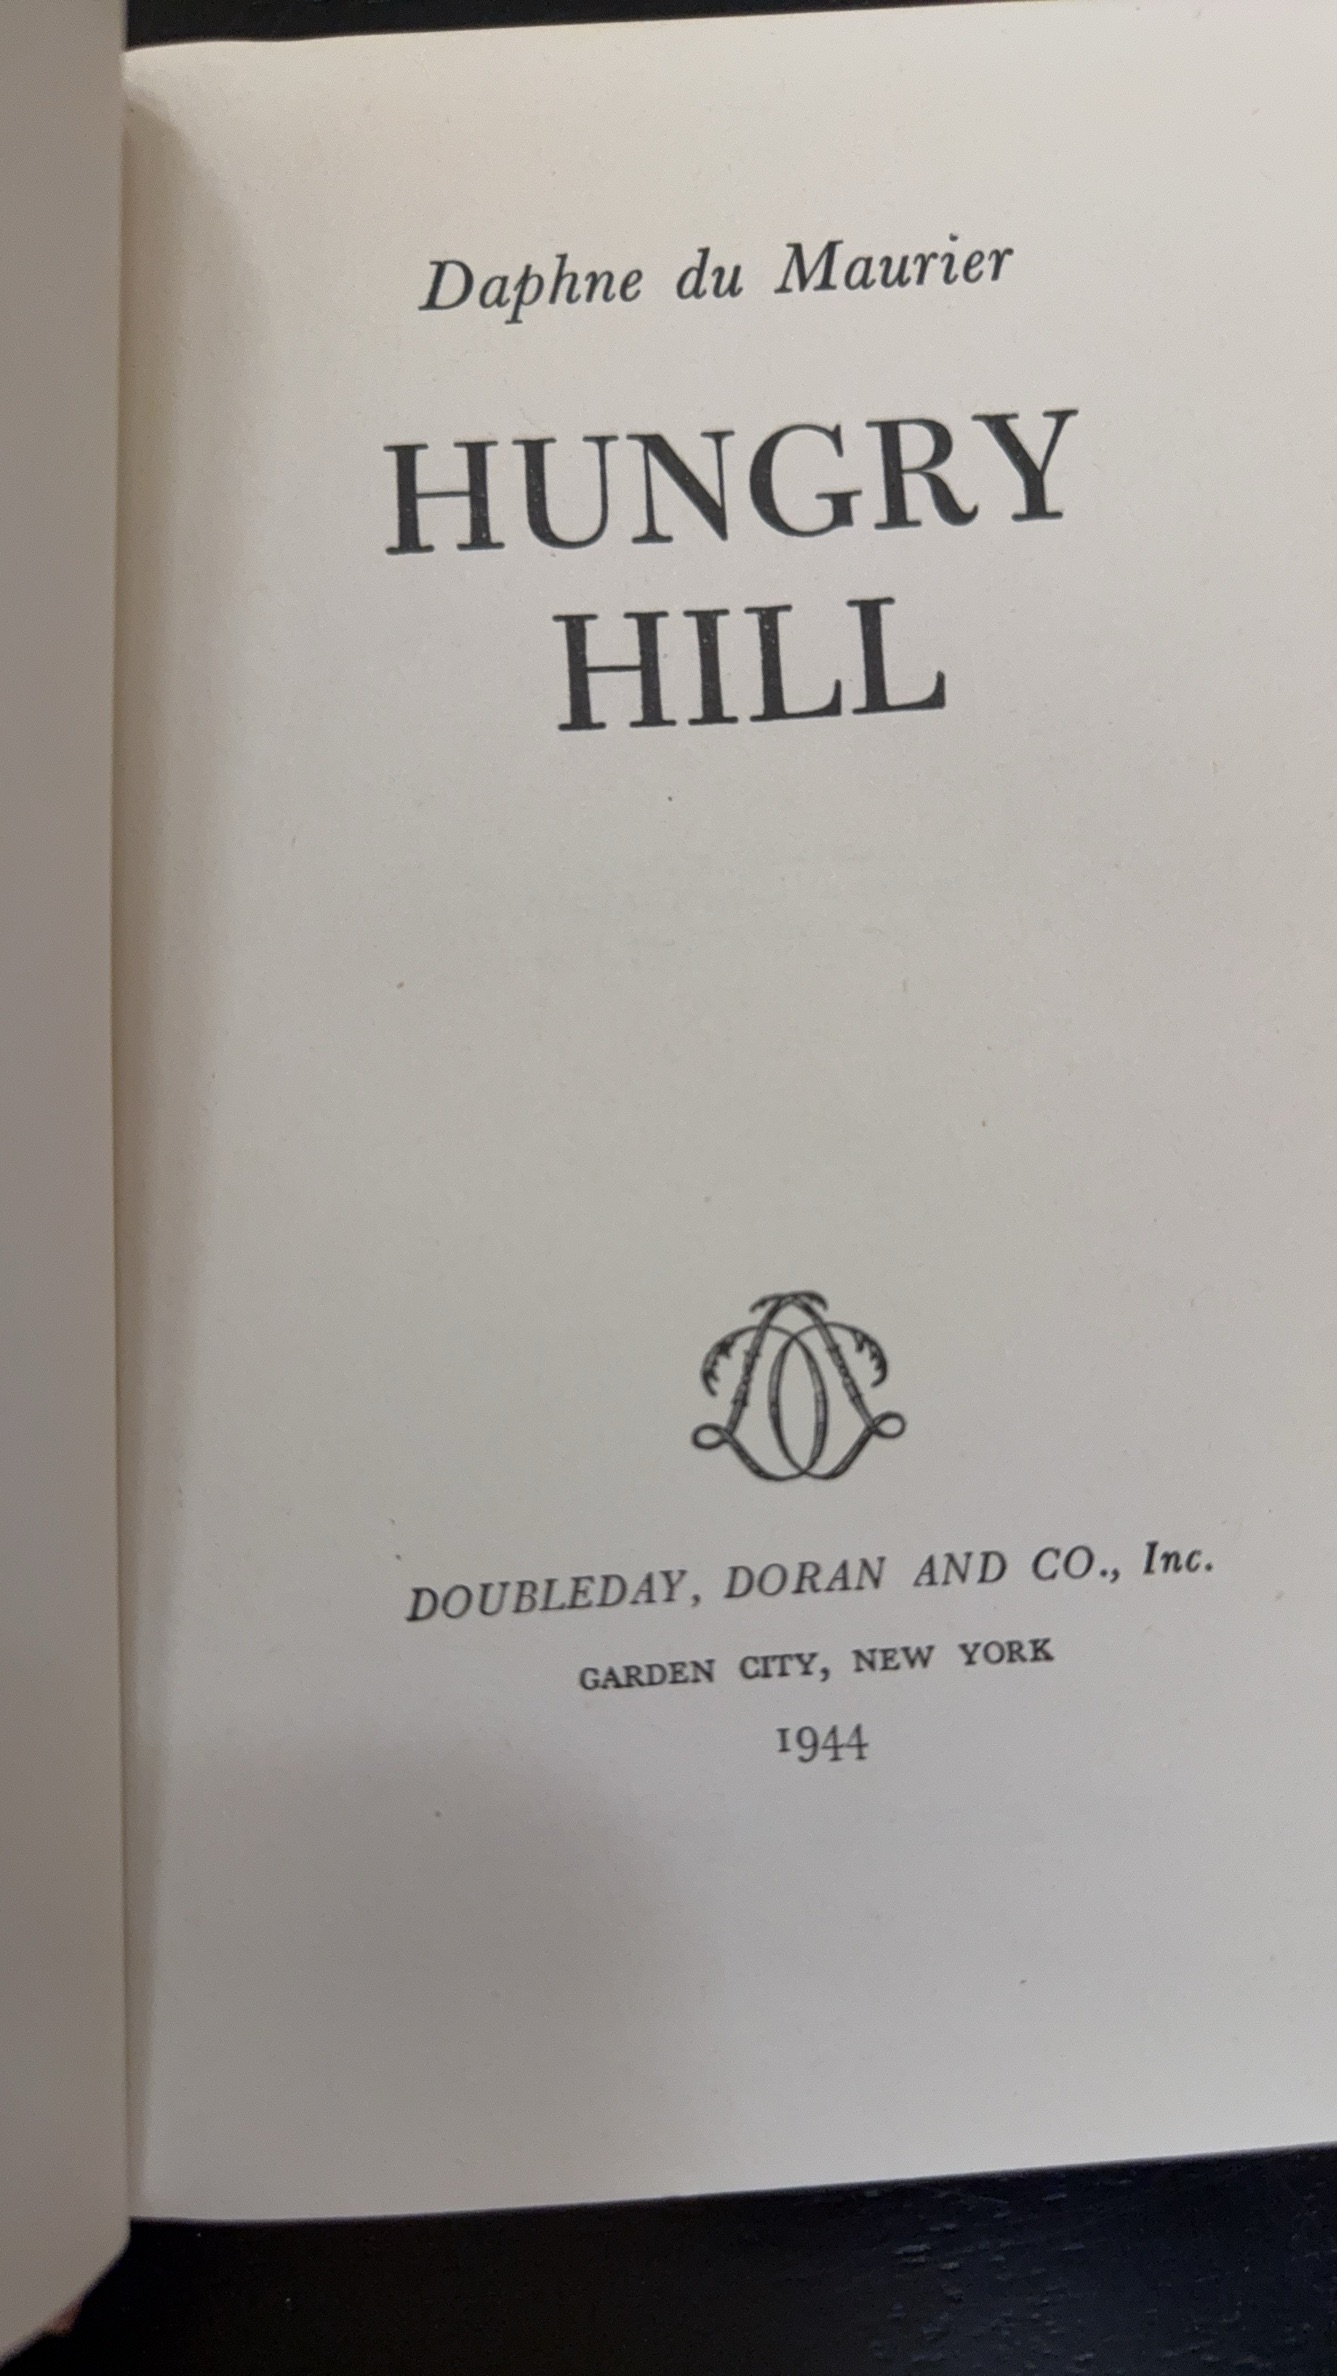 Daphne du Maurier
HUNGRY
HILL
DOUBLEDAY, DORAN AND CO., Inc.
GARDEN CITY, NEW YORK
1944